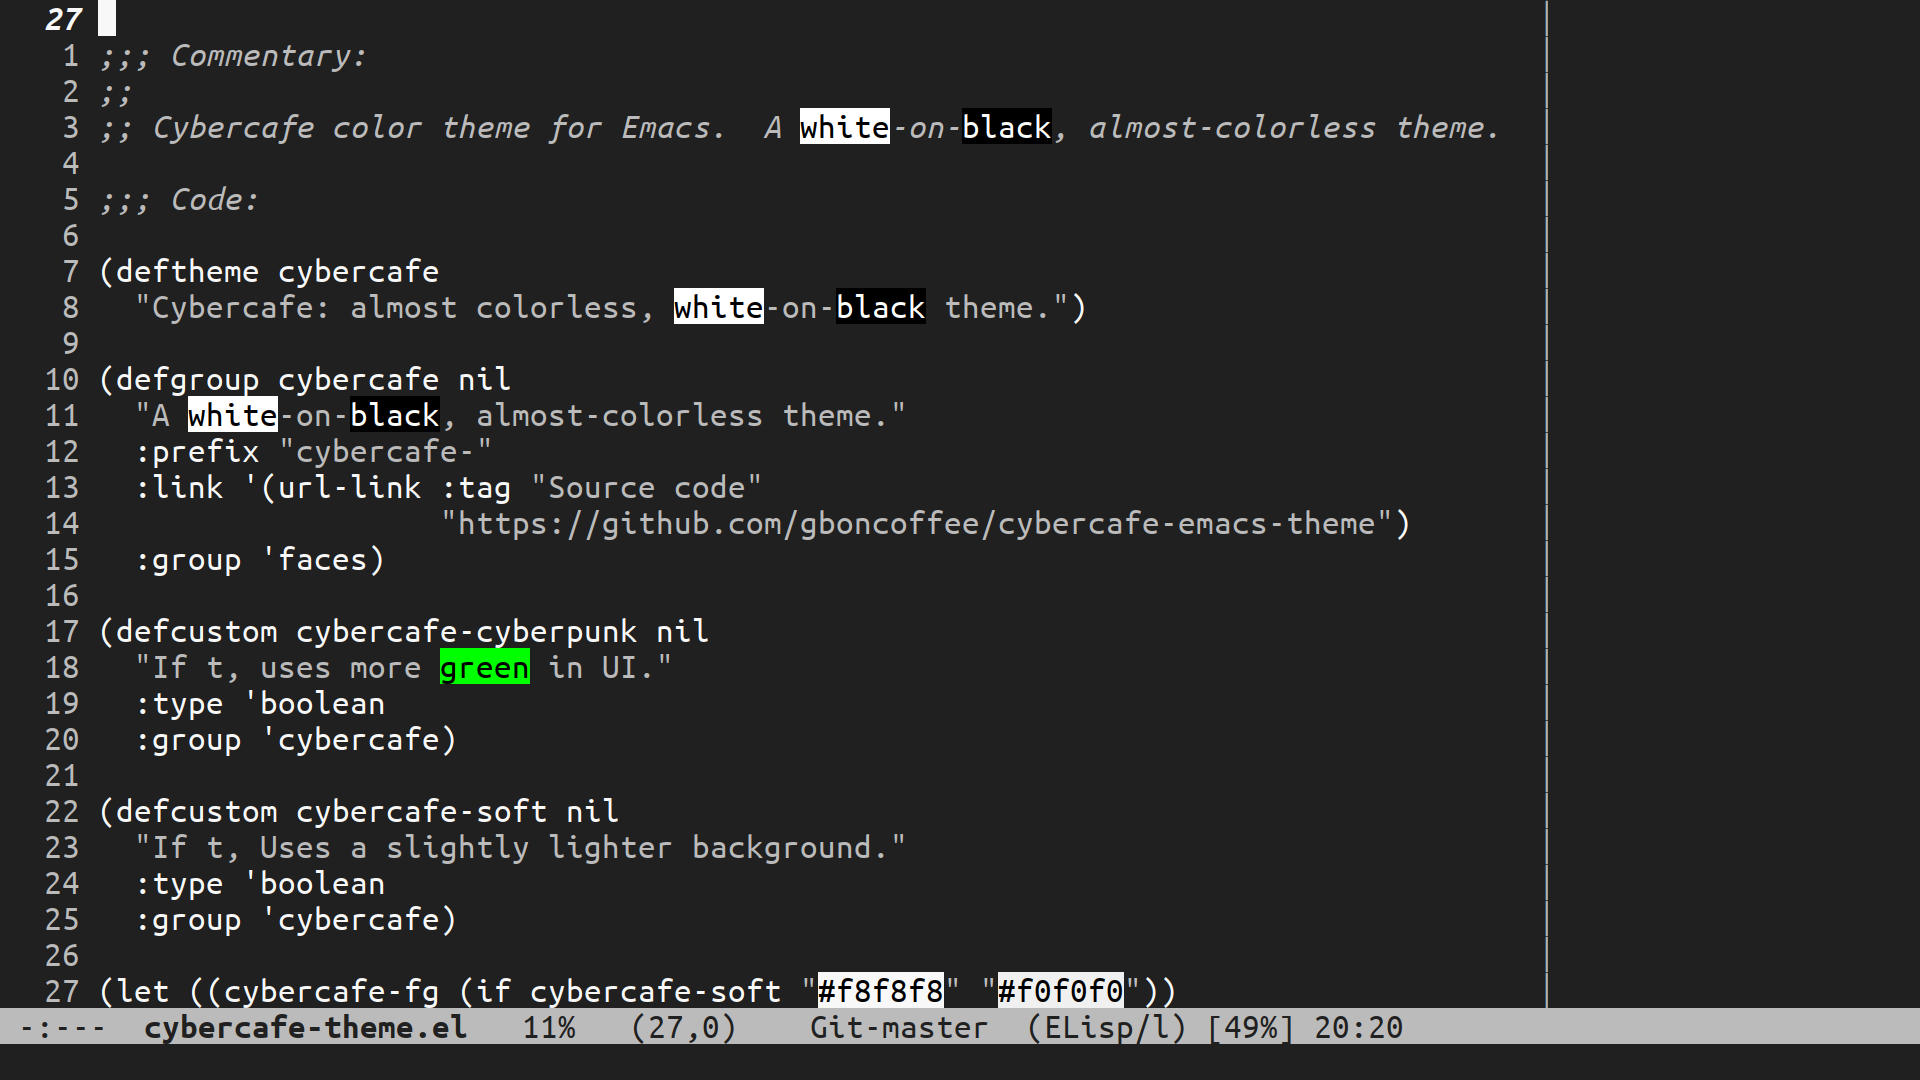 27
1 ;;; Commentary:
2 ;;
3 ;; Cybercafe color theme for Emacs.  A white-on-black, almost-colorless theme.
4
5 ;;; Code:
6
7 (deftheme cybercafe
8   "Cybercafe: almost colorless, white-on-black theme.")
9
10 (defgroup cybercafe nil
11   "A white-on-black, almost-colorless theme."
12   :prefix "cybercafe-"
13   :link '(url-link :tag "Source code"
14                    "https://github.com/gboncoffee/cybercafe-emacs-theme")
15   :group 'faces)
16
17 (defcustom cybercafe-cyberpunk nil
18   "If t, uses more green in UI."
19   :type 'boolean
20   :group 'cybercafe)
21
22 (defcustom cybercafe-soft nil
23   "If t, Uses a slightly lighter background."
24   :type 'boolean
25   :group 'cybercafe)
26
27 (let ((cybercafe-fg (if cybercafe-soft "#f8f8f8" "#f0f0f0"))
-:---  cybercafe-theme.el   11%   (27,0)    Git-master  (ELisp/l) [49%] 20:20